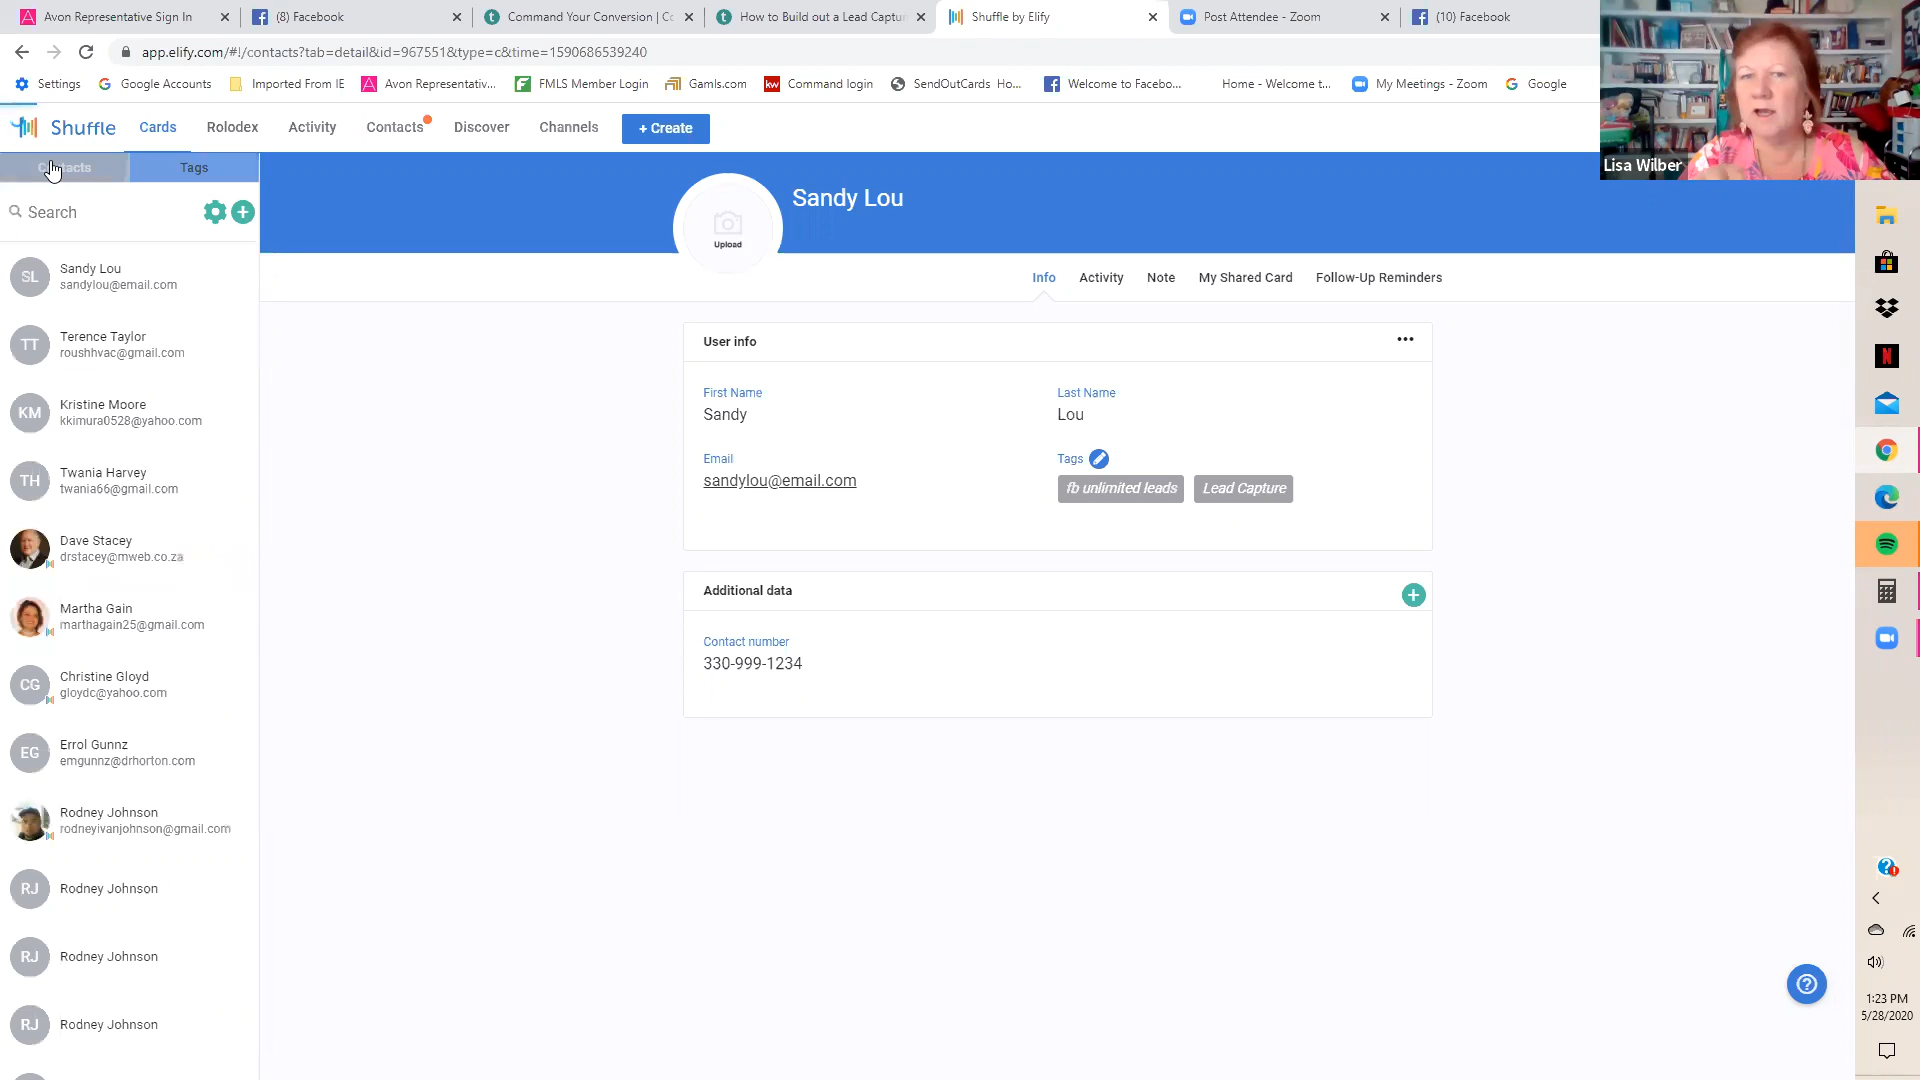 Avon Representative Sign In
(8) Facebook
Command Your Conversion | Co
How to Build out a Lead Captur
Shuffle by Elify
Post Attendee - Zoom
(10) Facebook
app.elify.com/#!/contacts?tab=detail&id=967551&type=c&time=1590686539240
Settings
Google Accounts
Imported From IE
Avon Representativ...
FMLS Member Login
Gamls.com
kw
Command login
SendOutCards Ho...
Welcome to Facebo...
Home - Welcome t...
My Meetings - Zoom
Google
Shuffle
Cards
Rolodex
Activity
Contacts
Discover
Channels
+ Create
Lisa Wilber
Contacts
Tags
Search
Sandy Lou
Upload
Info
Activity
Note
My Shared Card
Follow-Up Reminders
SL
Sandy Lou
sandylou@email.com
TT
Terence Taylor
roushhvac@gmail.com
KM
Kristine Moore
kkimura0528@yahoo.com
TH
Twania Harvey
twania66@gmail.com
Dave Stacey
drstacey@mweb.co.za
Martha Gain
marthagain25@gmail.com
CG
Christine Gloyd
gloydc@yahoo.com
EG
Errol Gunnz
emgunnz@drhorton.com
Rodney Johnson
rodneyivanjohnson@gmail.com
RJ
Rodney Johnson
RJ
Rodney Johnson
RJ
Rodney Johnson
User info
First Name
Sandy
Last Name
Lou
Email
sandylou@email.com
Tags
fb unlimited leads
Lead Capture
Additional data
Contact number
330-999-1234
1:23 PM
5/28/2020